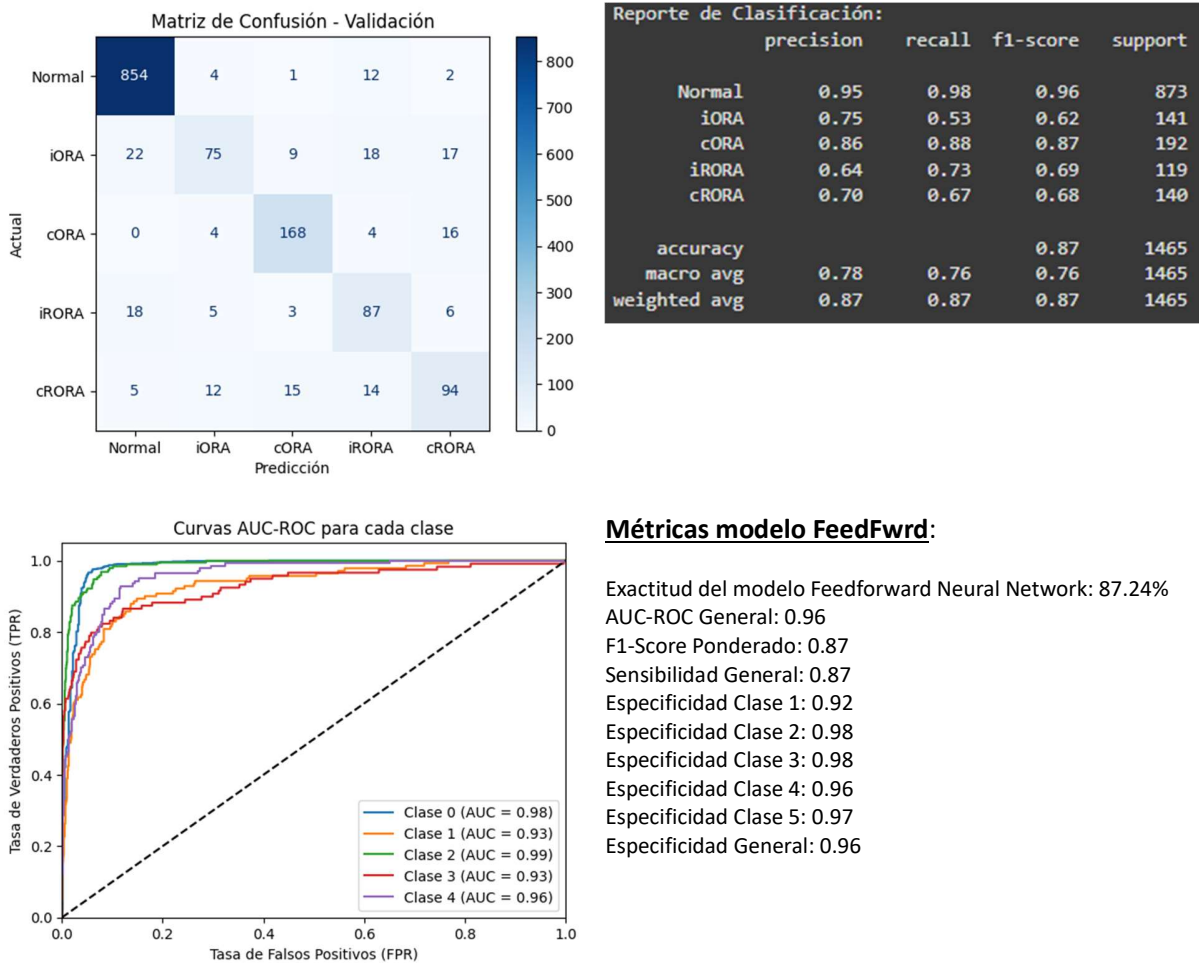 Matriz de Confusión - Validación
Actual
Normal 854 4 1 12 2
iORA 22 75 9 18 17
cORA 0 4 168 4 16
iRORA 18 5 3 87 6
cRORA 5 12 15 14 94
Normal iORA cORA iRORA cRORA
Predicción
800
700
600
500
400
300
200
100
0
Reporte de Clasificación:
precision recall f1-score support
Normal 0.95 0.98 0.96 873
iORA 0.75 0.53 0.62 141
cORA 0.86 0.88 0.87 192
iRORA 0.64 0.73 0.69 119
cRORA 0.70 0.67 0.68 140
accuracy 0.87 1465
macro avg 0.78 0.76 0.76 1465
weighted avg 0.87 0.87 0.87 1465
Curvas AUC-ROC para cada clase
Tasa de Verdaderos Positivos (TPR)
1.0
0.8
0.6
0.4
0.2
0.0
Clase 0 (AUC = 0.98)
Clase 1 (AUC = 0.93)
Clase 2 (AUC = 0.99)
Clase 3 (AUC = 0.93)
Clase 4 (AUC = 0.96)
0.0 0.2 0.4 0.6 0.8 1.0
Tasa de Falsos Positivos (FPR)
Métricas modelo FeedFwrd:
Exactitud del modelo Feedforward Neural Network: 87.24%
AUC-ROC General: 0.96
F1-Score Ponderado: 0.87
Sensibilidad General: 0.87
Especificidad Clase 1: 0.92
Especificidad Clase 2: 0.98
Especificidad Clase 3: 0.98
Especificidad Clase 4: 0.96
Especificidad Clase 5: 0.97
Especificidad General: 0.96